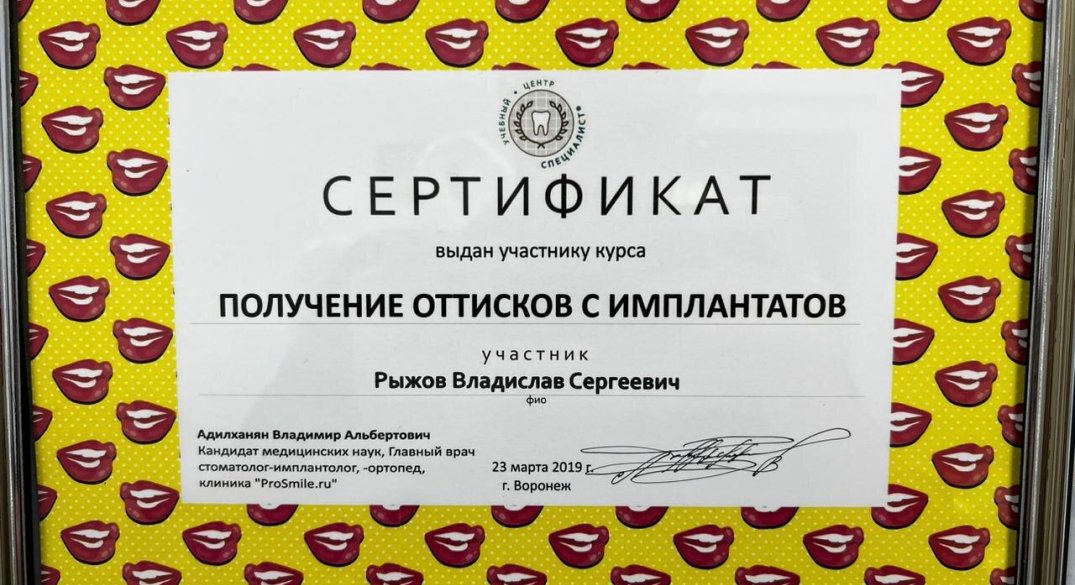 УЧЕБНЫЙ • ЦЕНТР
СПЕЦИАЛИСТ
СЕРТИФИКАТ
выдан участнику курса
ПОЛУЧЕНИЕ ОТТИСКОВ С ИМПЛАНТАТОВ
участник
Рыжов Владислав Сергеевич
фио
Адилханян Владимир Альбертович
Кандидат медицинских наук, Главный врач
стоматолог-имплантолог, -ортопед,
клиника "ProSmile.ru"
23 марта 2019 г.
г. Воронеж